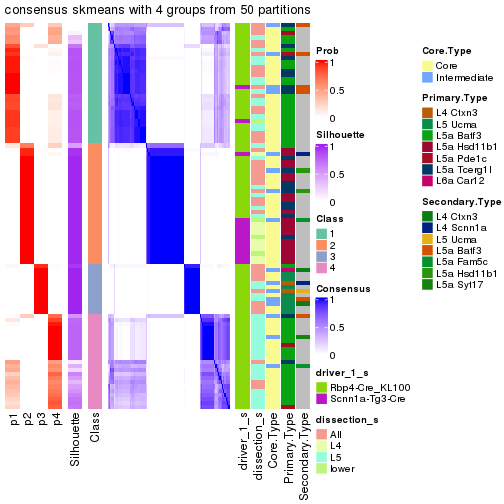 consensus skmeans with 4 groups from 50 partitions
Prob
1
0.5
0
Silhouette
1
0.5
0
Class
1
2
3
4
Consensus
1
0.5
0
driver_1_s
Rbp4-Cre_KL100
Scnn1a-Tg3-Cre
dissection_s
All
L4
L5
lower
Core.Type
Core
Intermediate
Primary.Type
L4 Ctxn3
L5 Ucma
L5a Batf3
L5a Hsd11b1
L5a Pde1c
L5a Tcerg1l
L6a Car12
Secondary.Type
L4 Ctxn3
L4 Scnn1a
L5 Ucma
L5a Batf3
L5a Fam5c
L5a Hsd11b1
L5a Syt17
p1
p2
p3
p4
Silhouette
Class
driver_1_s
dissection_s
Core.Type
Primary.Type
Secondary.Type